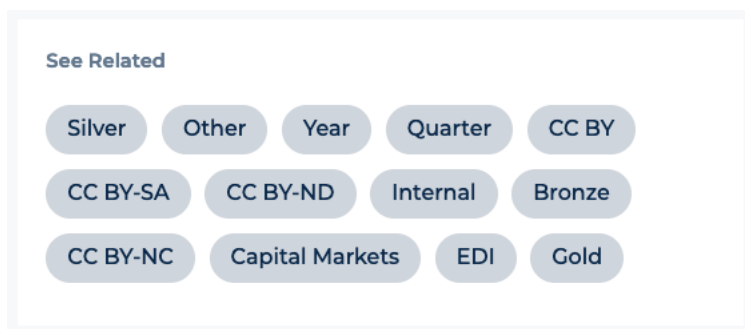 See Related
Silver Other Year Quarter CC BY
CC BY-SA CC BY-ND Internal Bronze
CC BY-NC Capital Markets EDI Gold